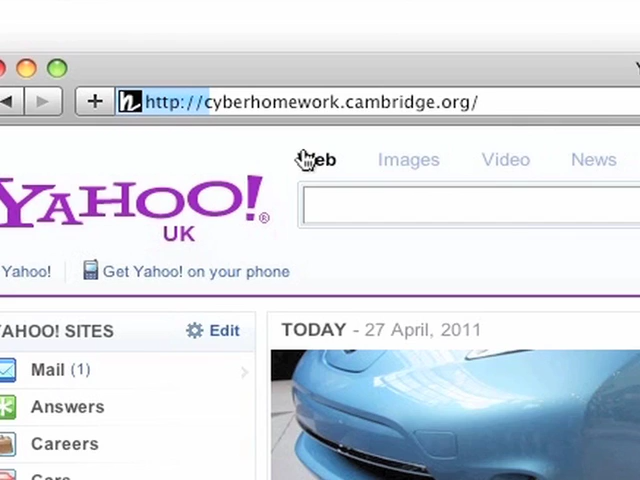 http://cyberhomework.cambridge.org/
Images Video News
YAHOO!®
UK
Yahoo! Get Yahoo! on your phone
YAHOO! SITES Edit
TODAY - 27 April, 2011
Mail (1)
Answers
Careers
Cars